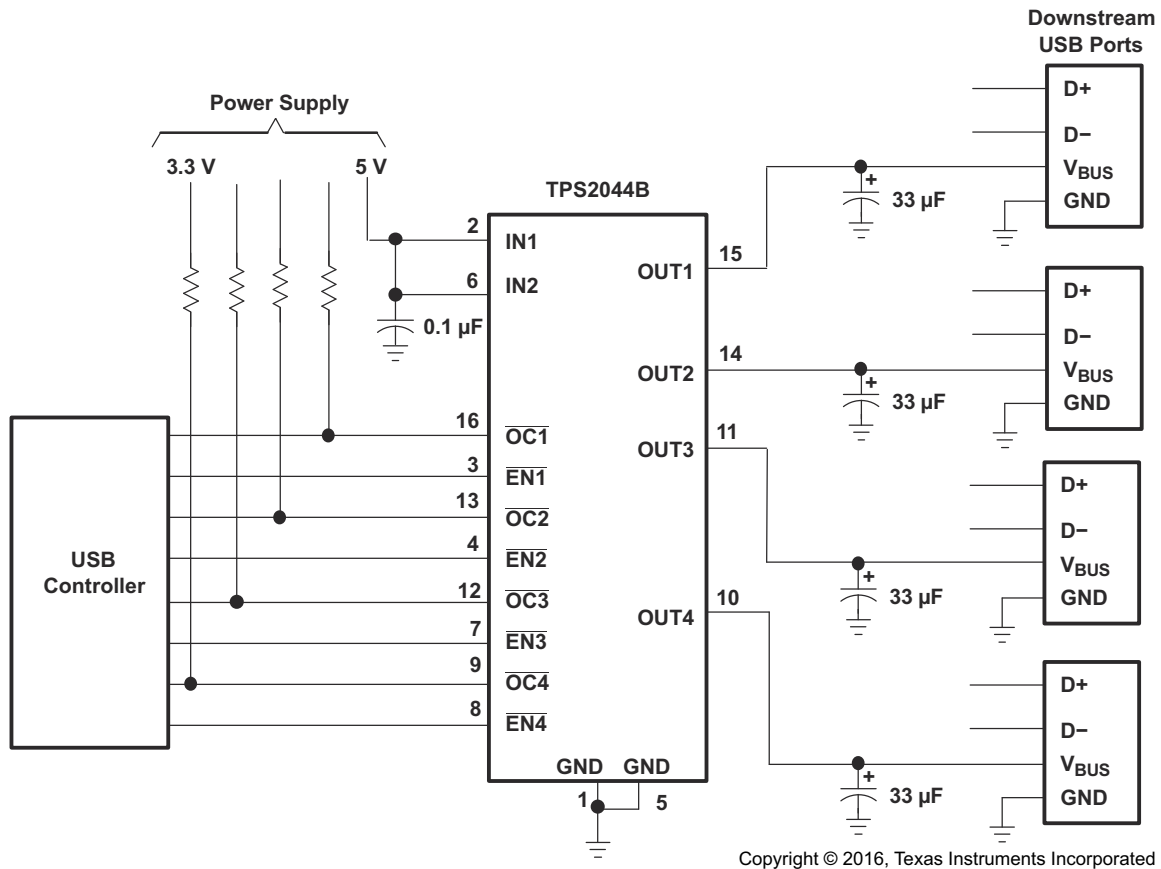 Downstream
USB Ports
Power Supply
3.3 V
5 V
TPS2044B
2
IN1
6
IN2
0.1 µF
16
OC1
3
EN1
13
OC2
4
EN2
12
OC3
7
EN3
9
OC4
8
EN4
USB
Controller
GND GND
1
5
OUT1
15
OUT2
14
OUT3
11
OUT4
10
+
33 µF
D+
D−
VBUS
GND
+
33 µF
D+
D−
VBUS
GND
+
33 µF
D+
D−
VBUS
GND
+
33 µF
D+
D−
VBUS
GND
Copyright © 2016, Texas Instruments Incorporated